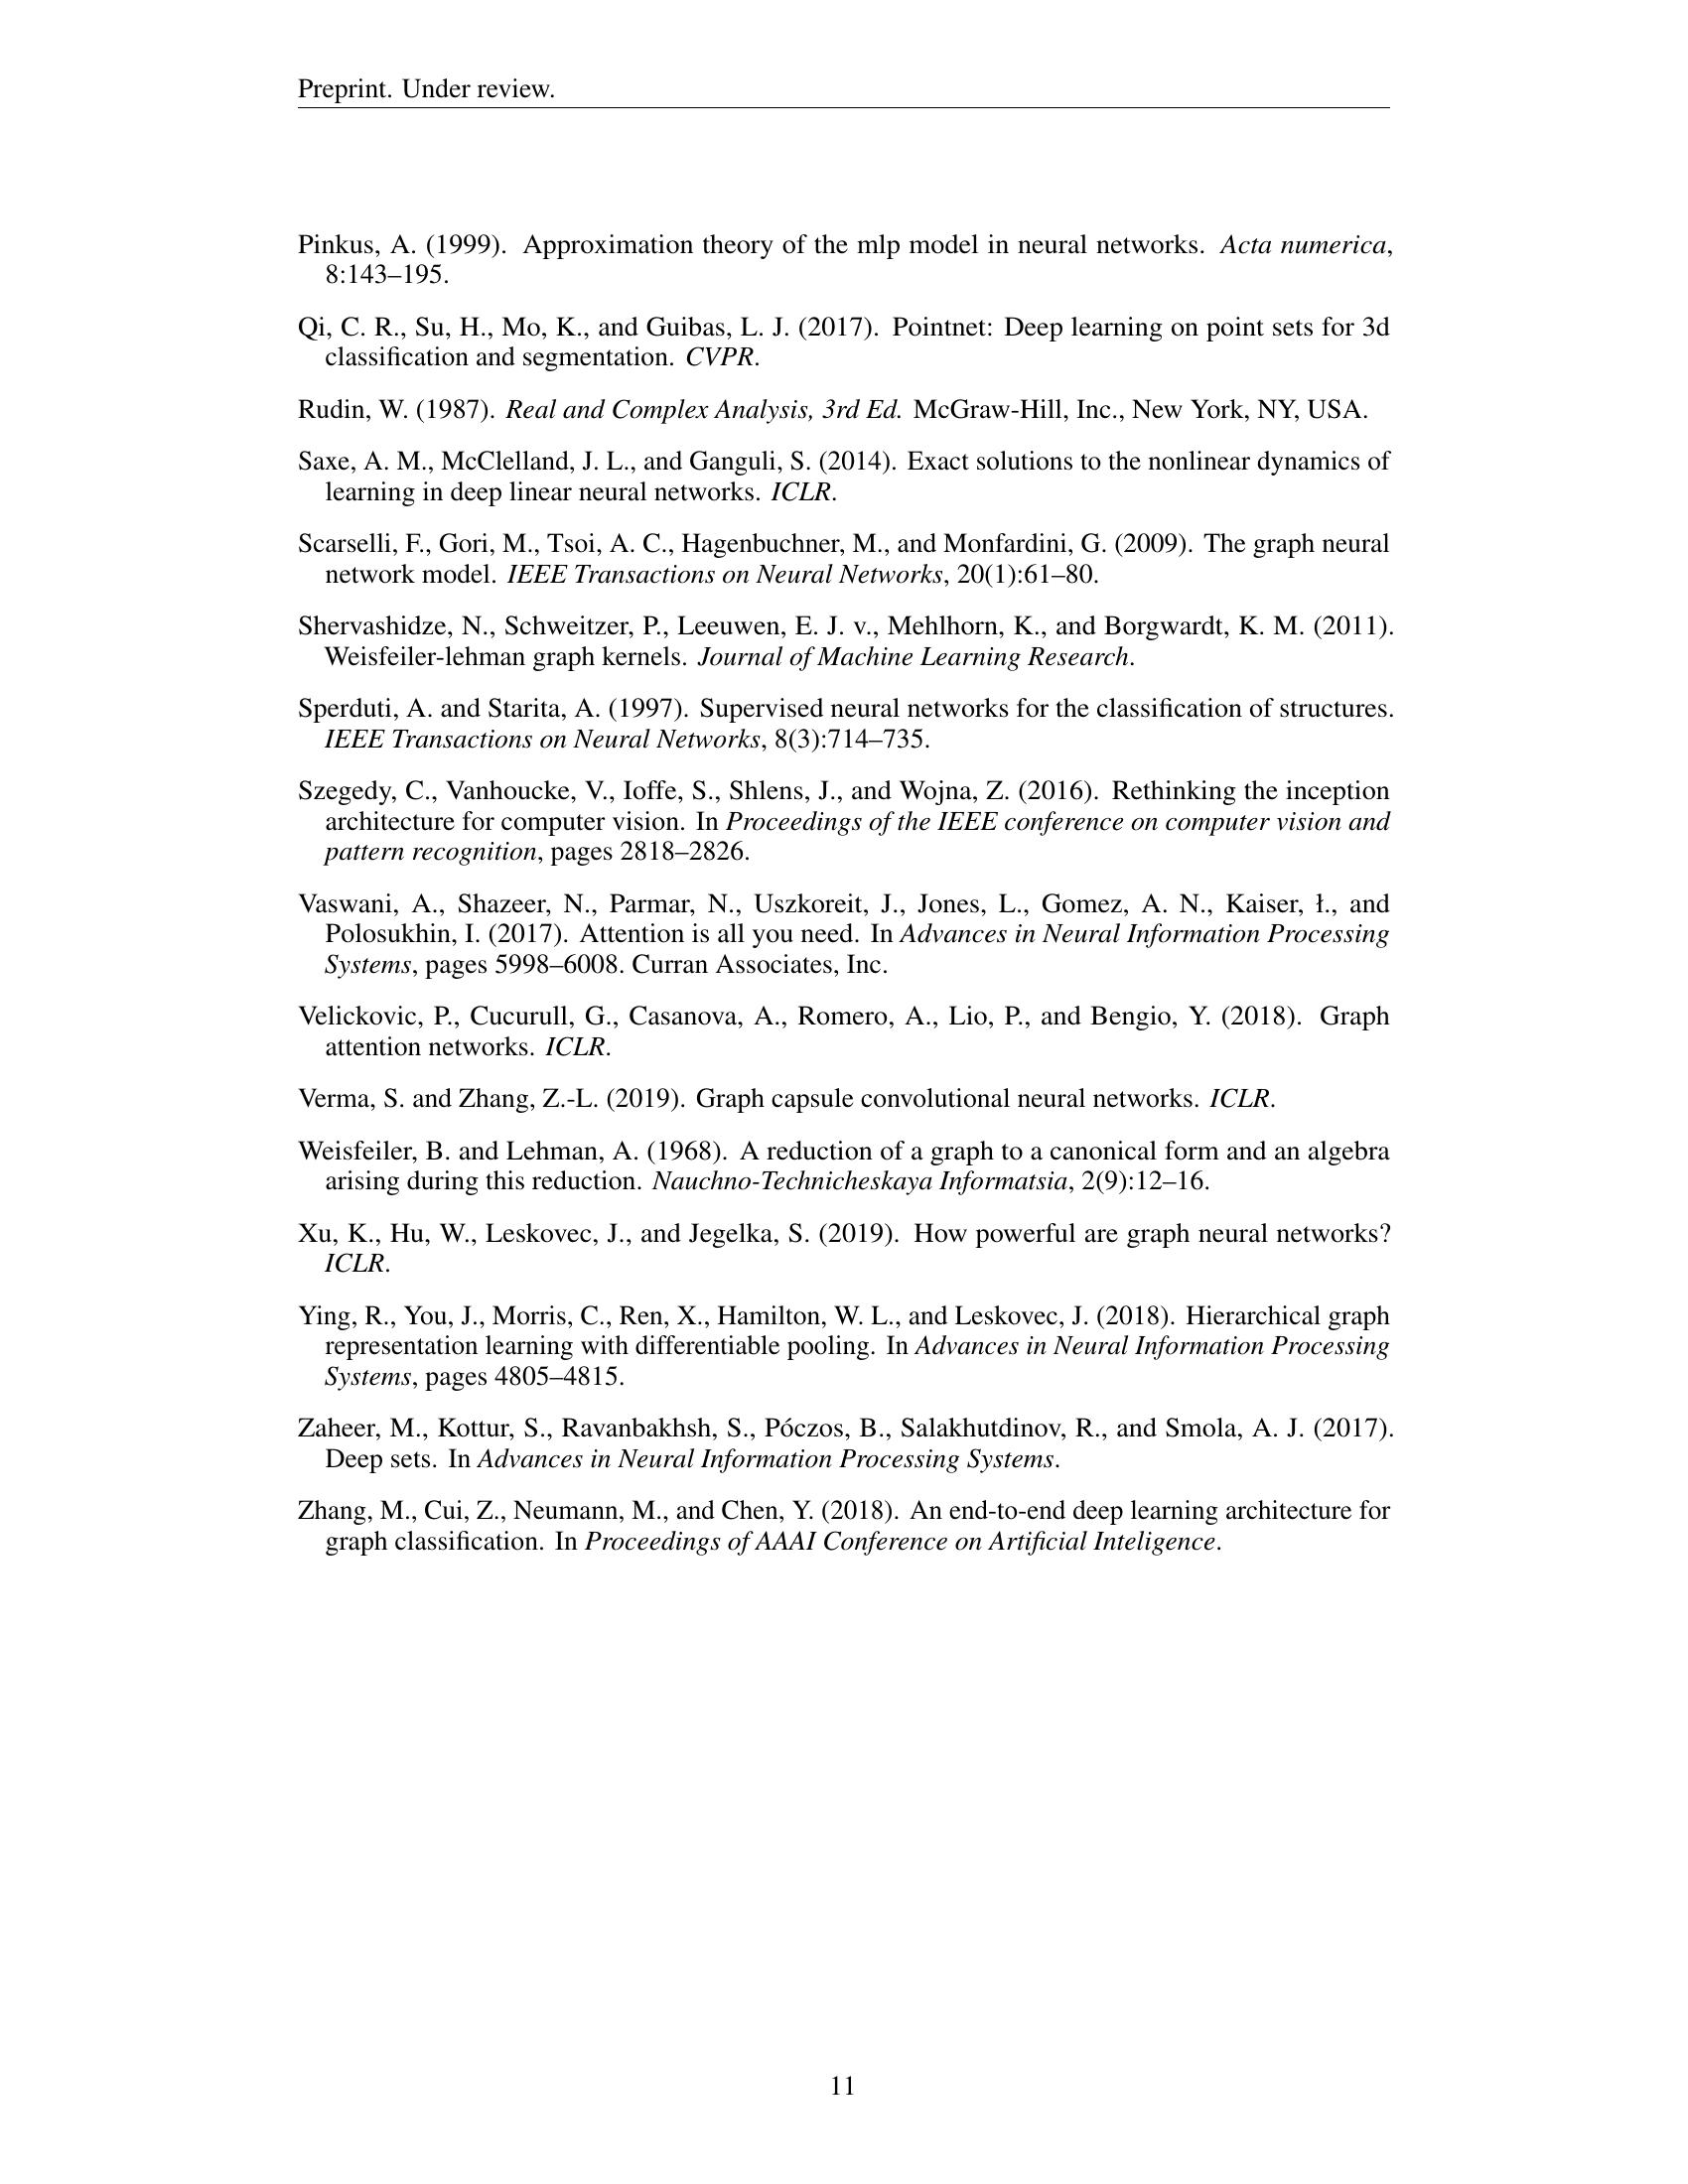 Preprint. Under review.
Pinkus, A. (1999). Approximation theory of the mlp model in neural networks. Acta numerica,
8:143–195.
Qi, C. R., Su, H., Mo, K., and Guibas, L. J. (2017). Pointnet: Deep learning on point sets for 3d
classification and segmentation. CVPR.
Rudin, W. (1987). Real and Complex Analysis, 3rd Ed. McGraw-Hill, Inc., New York, NY, USA.
Saxe, A. M., McClelland, J. L., and Ganguli, S. (2014). Exact solutions to the nonlinear dynamics of
learning in deep linear neural networks. ICLR.
Scarselli, F., Gori, M., Tsoi, A. C., Hagenbuchner, M., and Monfardini, G. (2009). The graph neural
network model. IEEE Transactions on Neural Networks, 20(1):61–80.
Shervashidze, N., Schweitzer, P., Leeuwen, E. J. v., Mehlhorn, K., and Borgwardt, K. M. (2011).
Weisfeiler-lehman graph kernels. Journal of Machine Learning Research.
Sperduti, A. and Starita, A. (1997). Supervised neural networks for the classification of structures.
IEEE Transactions on Neural Networks, 8(3):714–735.
Szegedy, C., Vanhoucke, V., Ioffe, S., Shlens, J., and Wojna, Z. (2016). Rethinking the inception
architecture for computer vision. In Proceedings of the IEEE conference on computer vision and
pattern recognition, pages 2818–2826.
Vaswani, A., Shazeer, N., Parmar, N., Uszkoreit, J., Jones, L., Gomez, A. N., Kaiser, ł., and
Polosukhin, I. (2017). Attention is all you need. In Advances in Neural Information Processing
Systems, pages 5998–6008. Curran Associates, Inc.
Velickovic, P., Cucurull, G., Casanova, A., Romero, A., Lio, P., and Bengio, Y. (2018). Graph
attention networks. ICLR.
Verma, S. and Zhang, Z.-L. (2019). Graph capsule convolutional neural networks. ICLR.
Weisfeiler, B. and Lehman, A. (1968). A reduction of a graph to a canonical form and an algebra
arising during this reduction. Nauchno-Technicheskaya Informatsia, 2(9):12–16.
Xu, K., Hu, W., Leskovec, J., and Jegelka, S. (2019). How powerful are graph neural networks?
ICLR.
Ying, R., You, J., Morris, C., Ren, X., Hamilton, W. L., and Leskovec, J. (2018). Hierarchical graph
representation learning with differentiable pooling. In Advances in Neural Information Processing
Systems, pages 4805–4815.
Zaheer, M., Kottur, S., Ravanbakhsh, S., Póczos, B., Salakhutdinov, R., and Smola, A. J. (2017).
Deep sets. In Advances in Neural Information Processing Systems.
Zhang, M., Cui, Z., Neumann, M., and Chen, Y. (2018). An end-to-end deep learning architecture for
graph classification. In Proceedings of AAAI Conference on Artificial Inteligence.
11